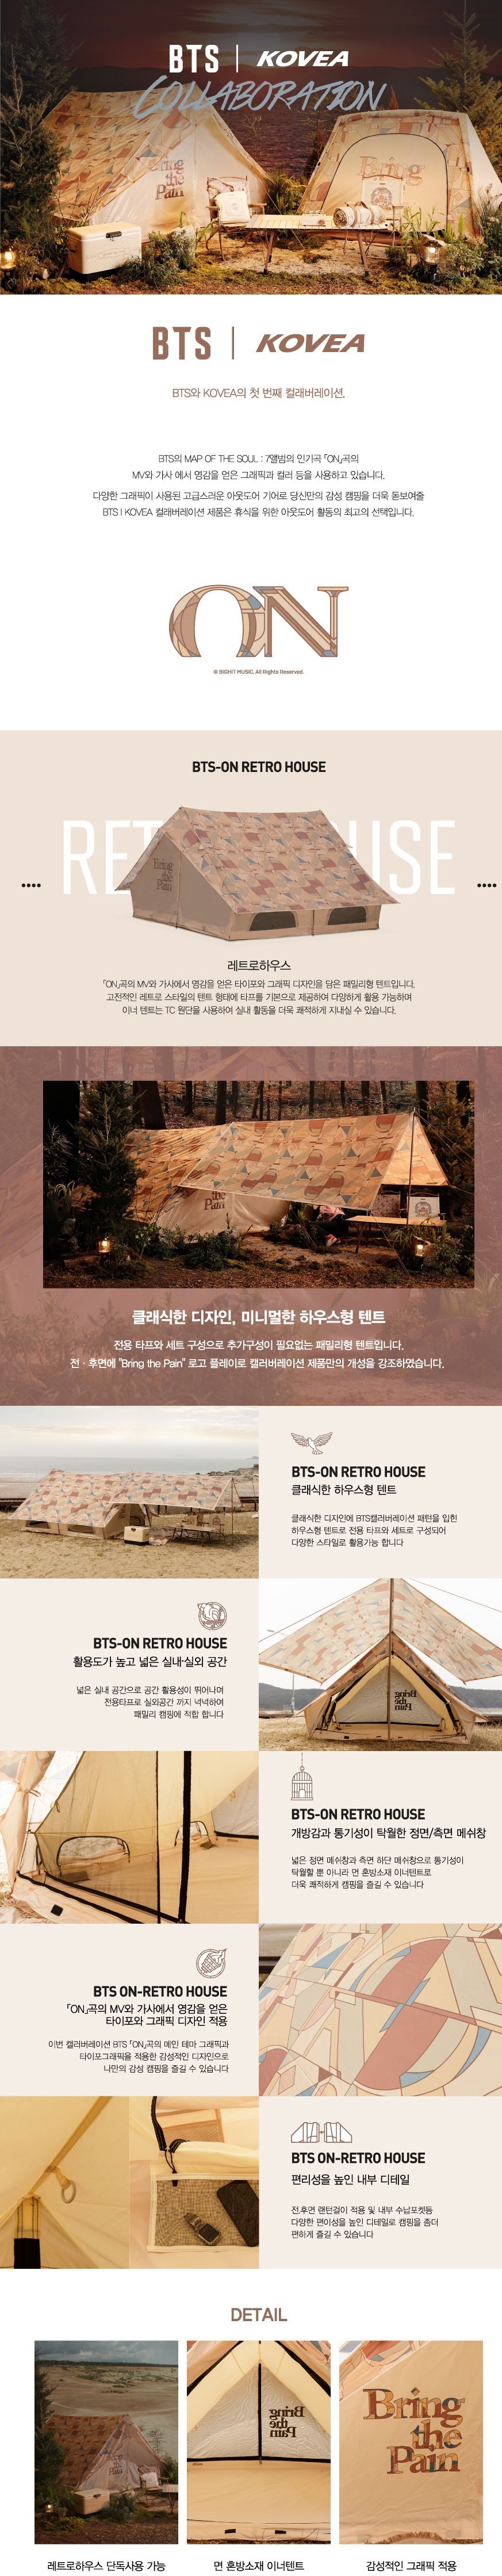 BTS | KOVEA
COLLABORATION
Bring
the
Pain
Bring
BTS | KOVEA
BTS와 KOVEA의 첫 번째 컬래버레이션.
BTS의 MAP OF THE SOUL : 7앨범의 인기곡 「ON」곡의
MV와 가사 에서 영감을 얻은 그래픽과 컬러 등을 사용하고 있습니다.
다양한 그래픽이 사용된 고급스러운 아웃도어 기어로 당신만의 감성 캠핑을 더욱 돋보여줄
BTS I KOVEA 컬래버레이션 제품은 휴식을 위한 아웃도어 활동의 최고의 선택입니다.
ON
© BIGHIT MUSIC. All Rights Reserved.
BTS-ON RETRO HOUSE
Bring
the
Pain
레트로하우스
「ON」곡의 MV와 가사에서 영감을 얻은 타이포와 그래픽 디자인을 담은 패밀리형 텐트입니다.
고전적인 레트로 스타일의 텐트 형태에 타프를 기본으로 제공하여 다양하게 활용 가능하며
이너 텐트는 TC 원단을 사용하여 실내 활동을 더욱 쾌적하게 지내실 수 있습니다.
the
Pain
클래식한 디자인, 미니멀한 하우스형 텐트
전용 타프와 세트 구성으로 추가구성이 필요없는 패밀리형 텐트입니다.
전 · 후면에 "Bring the Pain" 로고 플레이로 캘러버레이션 제품만의 개성을 강조하였습니다.
BTS-ON RETRO HOUSE
클래식한 하우스형 텐트
클래식한 디자인에 BTS캘러버레이션 패턴을 입힌
하우스형 텐트로 전용 타프와 세트로 구성되어
다양한 스타일로 활용가능 합니다
BTS-ON RETRO HOUSE
활용도가 높고 넓은 실내·실외 공간
넓은 실내 공간으로 공간 활용성이 뛰어나며
전용타프로 실외공간 까지 넉넉하여
패밀리 캠핑에 적합 합니다
Bring
the
Pain
BTS-ON RETRO HOUSE
개방감과 통기성이 탁월한 정면/측면 메쉬창
넓은 정면 메쉬창과 측면 하단 메쉬창으로 통기성이
탁월할 뿐 아니라 면 혼방소재 이너텐트로
더욱 쾌적하게 캠핑을 즐길 수 있습니다
BTS ON-RETRO HOUSE
「ON」곡의 MV와 가사에서 영감을 얻은
타이포와 그래픽 디자인 적용
이번 캘러버레이션 BTS 「ON」곡의 메인 테마 그래픽과
타이포그래픽을 적용한 감성적인 디자인으로
나만의 감성 캠핑을 즐길 수 있습니다
BTS ON-RETRO HOUSE
편리성을 높인 내부 디테일
전.후면 랜턴걸이 적용 및 내부 수납포켓등
다양한 편이성을 높인 디테일로 캠핑을 좀더
편하게 즐길 수 있습니다
DETAIL
Bring
the
Pain
Bring
the
Pain
레트로하우스 단독사용 가능
면 혼방소재 이너텐트
감성적인 그래픽 적용